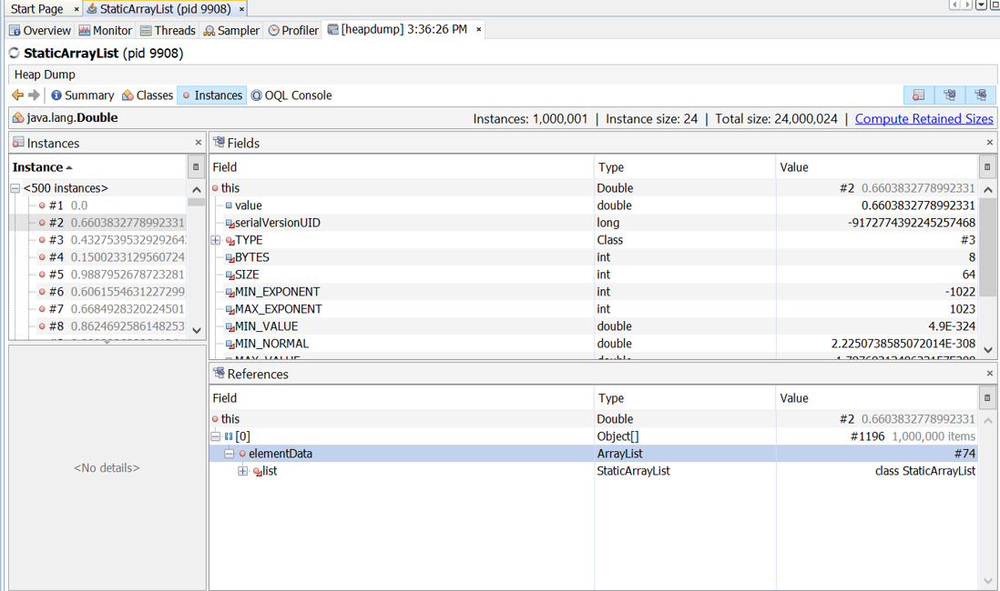 Start Page × StaticArrayList (pid 9908) ×
Overview Monitor Threads Sampler Profiler [heapdump] 3:36:26 PM ×
StaticArrayList (pid 9908)
Heap Dump
Summary Classes Instances OQL Console
java.lang.Double Instances: 1,000,001 | Instance size: 24 | Total size: 24,000,024 | Compute Retained Sizes
Instances ×
Instance
<500 instances>
#1 0.0
#2 0.6603832778992331
#3
#4 0.1500233129560724
#5 0.9887952678723281
#6 0.6061554631227299
#7 0.6684928320224501
#8 0.8624692586148253
<No details>
Fields ×
Field Type Value
this Double #2 0.6603832778992331
value double 0.6603832778992331
serialVersionUID long -9172774392245257468
TYPE Class #3
BYTES int 8
SIZE int 64
MIN_EXPONENT int -1022
MAX_EXPONENT int 1023
MIN_VALUE double 4.9E-324
MIN_NORMAL double 2.2250738585072014E-308
References ×
Field Type Value
this Double #2 0.6603832778992331
[0] Object[] #1196 1,000,000 items
elementData ArrayList #74
list StaticArrayList class StaticArrayList